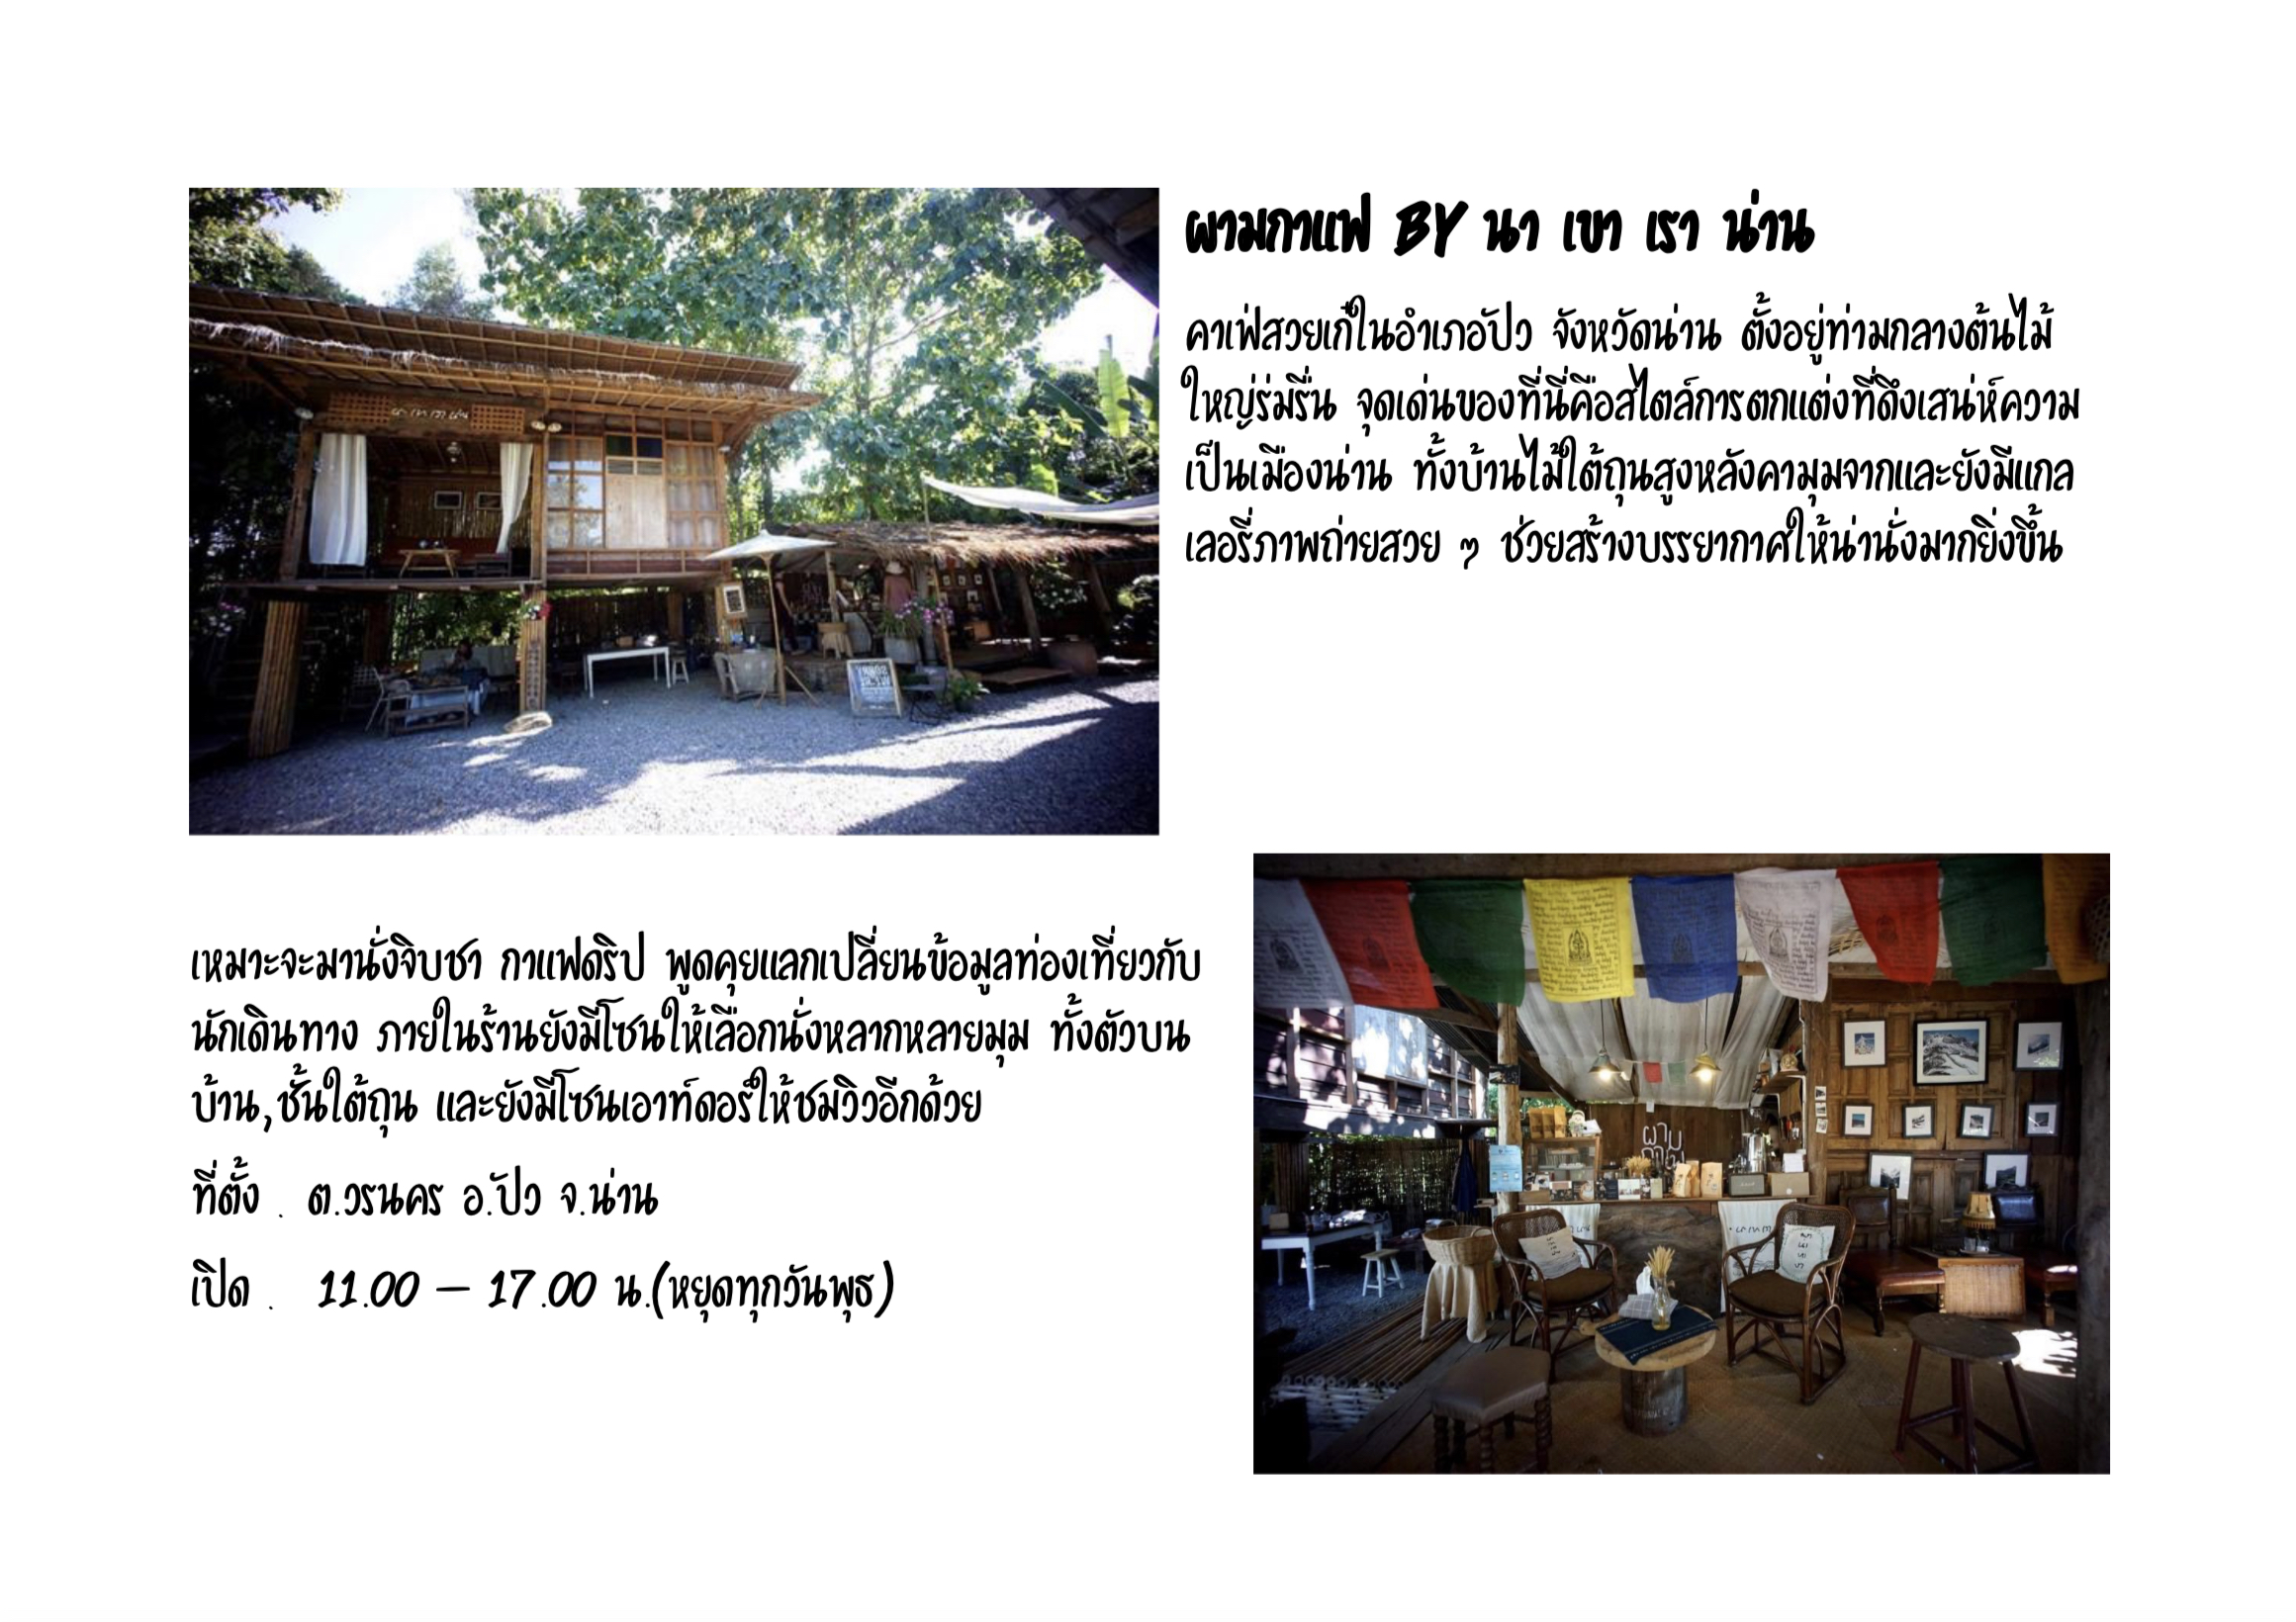 ผามกาแฟ BY นา เขา เรา น่าน
คาเฟ่สวยเก๋ในอำเภอปัว จังหวัดน่าน ตั้งอยู่ท่ามกลางต้นไม้
ใหญ่ร่มรื่น จุดเด่นของที่นี่คือสไตล์การตกแต่งที่ดึงเสน่ห์ความ
เป็นเมืองน่าน ทั้งบ้านไม้ใต้ถุนสูงหลังคามุมจากและยังมีแกล
เลอรี่ภาพถ่ายสวย ๆ ช่วยสร้างบรรยากาศให้น่านั่งมากยิ่งขึ้น
เหมาะจะมานั่งจิบชา กาแฟดริป พูดคุยแลกเปลี่ยนข้อมูลท่องเที่ยวกับ
นักเดินทาง ภายในร้านยังมีโซนให้เลือกนั่งหลากหลายมุม ทั้งตัวบน
บ้าน,ชั้นใต้ถุน และยังมีโซนเอาท์ดอร์ให้ชมวิวอีกด้วย
ที่ตั้ง . ต.วรนคร อ.ปัว จ.น่าน
เปิด . 11.00 – 17.00 น.(หยุดทุกวันพุธ)
ผาม